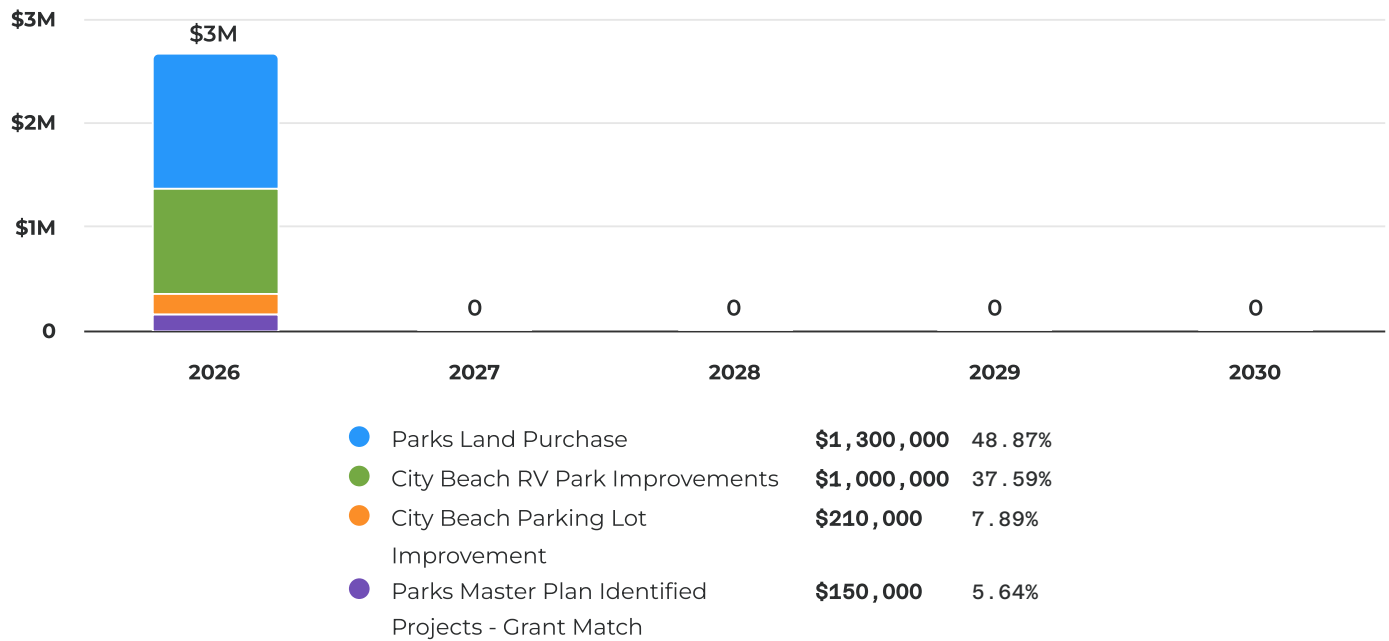 $3M
$3M
$2M
$1M
0 0 0 0
0
2026 2027 2028 2029 2030
Parks Land Purchase $1,300,000 48.87%
City Beach RV Park Improvements $1,000,000 37.59%
City Beach Parking Lot $210,000 7.89%
Improvement
Parks Master Plan Identified $150,000 5.64%
Projects - Grant Match